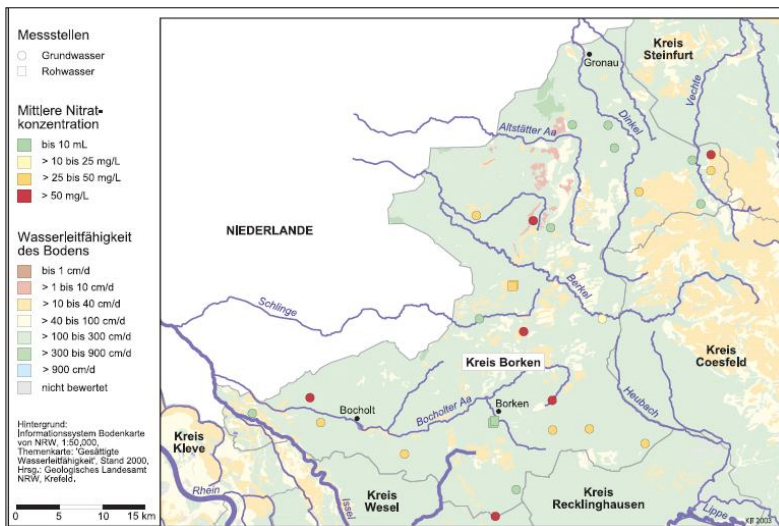 Messstellen
Grundwasser
Rohwasser
Mittlere Nitrat-
konzentration
bis 10 mL
> 10 bis 25 mg/L
> 25 bis 50 mg/L
> 50 mg/L
Wasserleitfähigkeit
des Bodens
bis 1 cm/d
> 1 bis 10 cm/d
> 10 bis 40 cm/d
> 40 bis 100 cm/d
> 100 bis 300 cm/d
> 300 bis 900 cm/d
> 900 cm/d
nicht bewertet
Hintergrund:
Informationssystem Bodenkarte
von NRW, 1:50,000,
Themenkarte: 'Gesättigte
Wasserleitfähigkeit', Stand 2000,
Hrsg.: Geologisches Landesamt
NRW, Krefeld.
0 5 10 15 km
Kreis
Steinfurt
Gronau
Vechte
Dinkel
Altstätter Aa
NIEDERLANDE
Berkel
Schlinge
Kreis Borken
Kreis
Coesfeld
Heubach
Bocholter Aa
Bocholt
Borken
Kreis
Kleve
Rhein
Issel
Kreis
Wesel
Kreis
Recklinghausen
Lippe